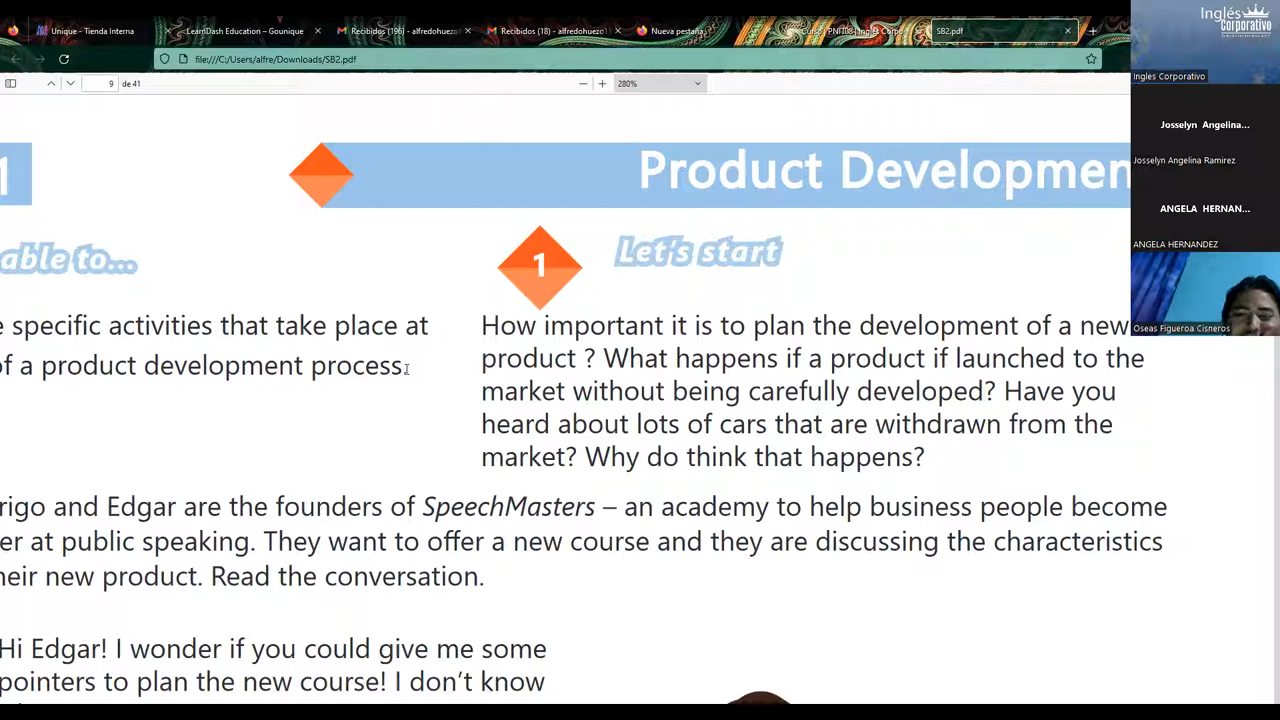 Unique - Tienda Interna
LearnDash Education – Gounique
Recibidos (196) - alfredohuezo
Recibidos (18) - alfredohuezo1
Nueva pestaña
SB2.pdf
file:///C:/Users/alfre/Downloads/SB2.pdf
9 de 41
280%
Inglés
Corporativo
Ingles Corporativo
Josselyn Angelina...
Josselyn Angelina Ramirez
ANGELA HERNAN...
ANGELA HERNANDEZ
Oseas Figueroa Cisneros
1
Product Developmen
able to...
1
Let's start
e specific activities that take place at
of a product development process.
How important it is to plan the development of a new
product ? What happens if a product if launched to the
market without being carefully developed? Have you
heard about lots of cars that are withdrawn from the
market? Why do think that happens?
rigo and Edgar are the founders of SpeechMasters – an academy to help business people become
er at public speaking. They want to offer a new course and they are discussing the characteristics
heir new product. Read the conversation.
Hi Edgar! I wonder if you could give me some
pointers to plan the new course! I don't know